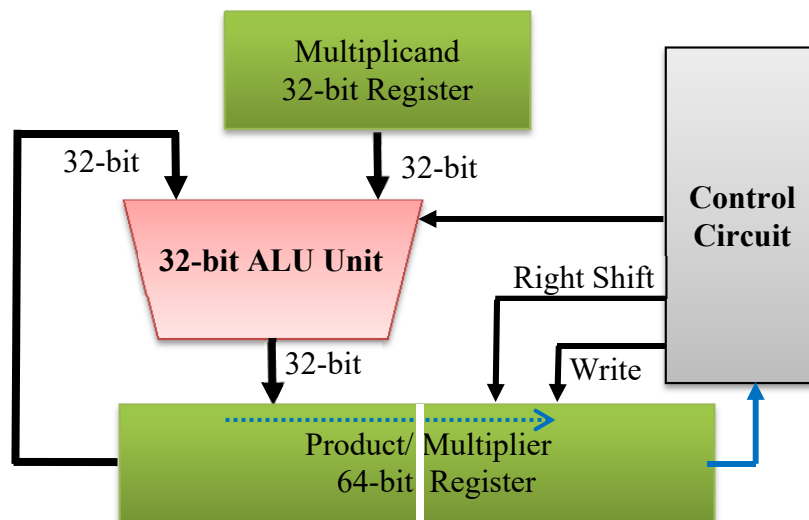 Multiplicand
32-bit Register
32-bit
32-bit
Control
Circuit
32-bit ALU Unit
Right Shift
32-bit
Write
Product/ Multiplier
64-bit Register